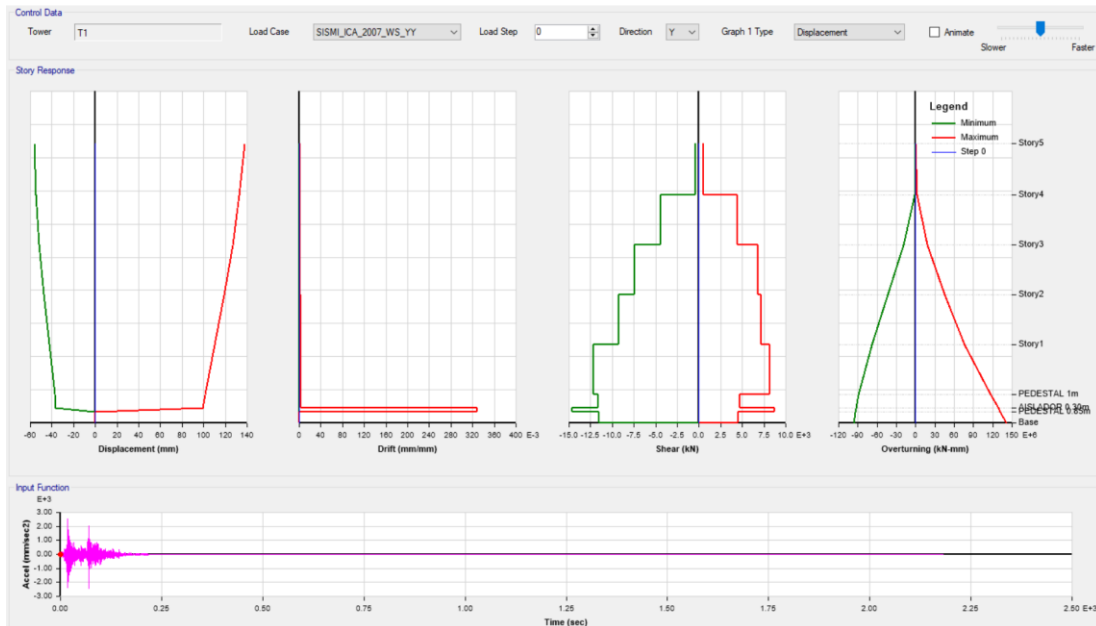 Control Data
Tower T1 Load Case SISMI_ICA_2007_WS_YY Load Step 0 Direction Y Graph 1 Type Displacement Animate
Slower Faster
Story Response
Legend
Minimum
Maximum
Step 0
Story5
Story4
Story3
Story2
Story1
PEDESTAL 1m
AISLADOR 0.30m
PEDESTAL 0.85m
Base
-60 -40 -20 0 20 40 60 80 100 120 140
Displacement (mm)
0 40 80 120 160 200 240 280 320 360 400 E-3
Drift (mm/mm)
-15.0 -12.5 -10.0 -7.5 -5.0 -2.5 0.0 2.5 5.0 7.5 10.0 E+3
Shear (kN)
-120 -90 -60 -30 0 30 60 90 120 150 E+6
Overturning (kN-mm)
Input Function
E+3
3.00
2.00
1.00
0.00
-1.00
-2.00
-3.00
Accel (mm/sec2)
0.00 0.25 0.50 0.75 1.00 1.25 1.50 1.75 2.00 2.25 2.50 E+3
Time (sec)